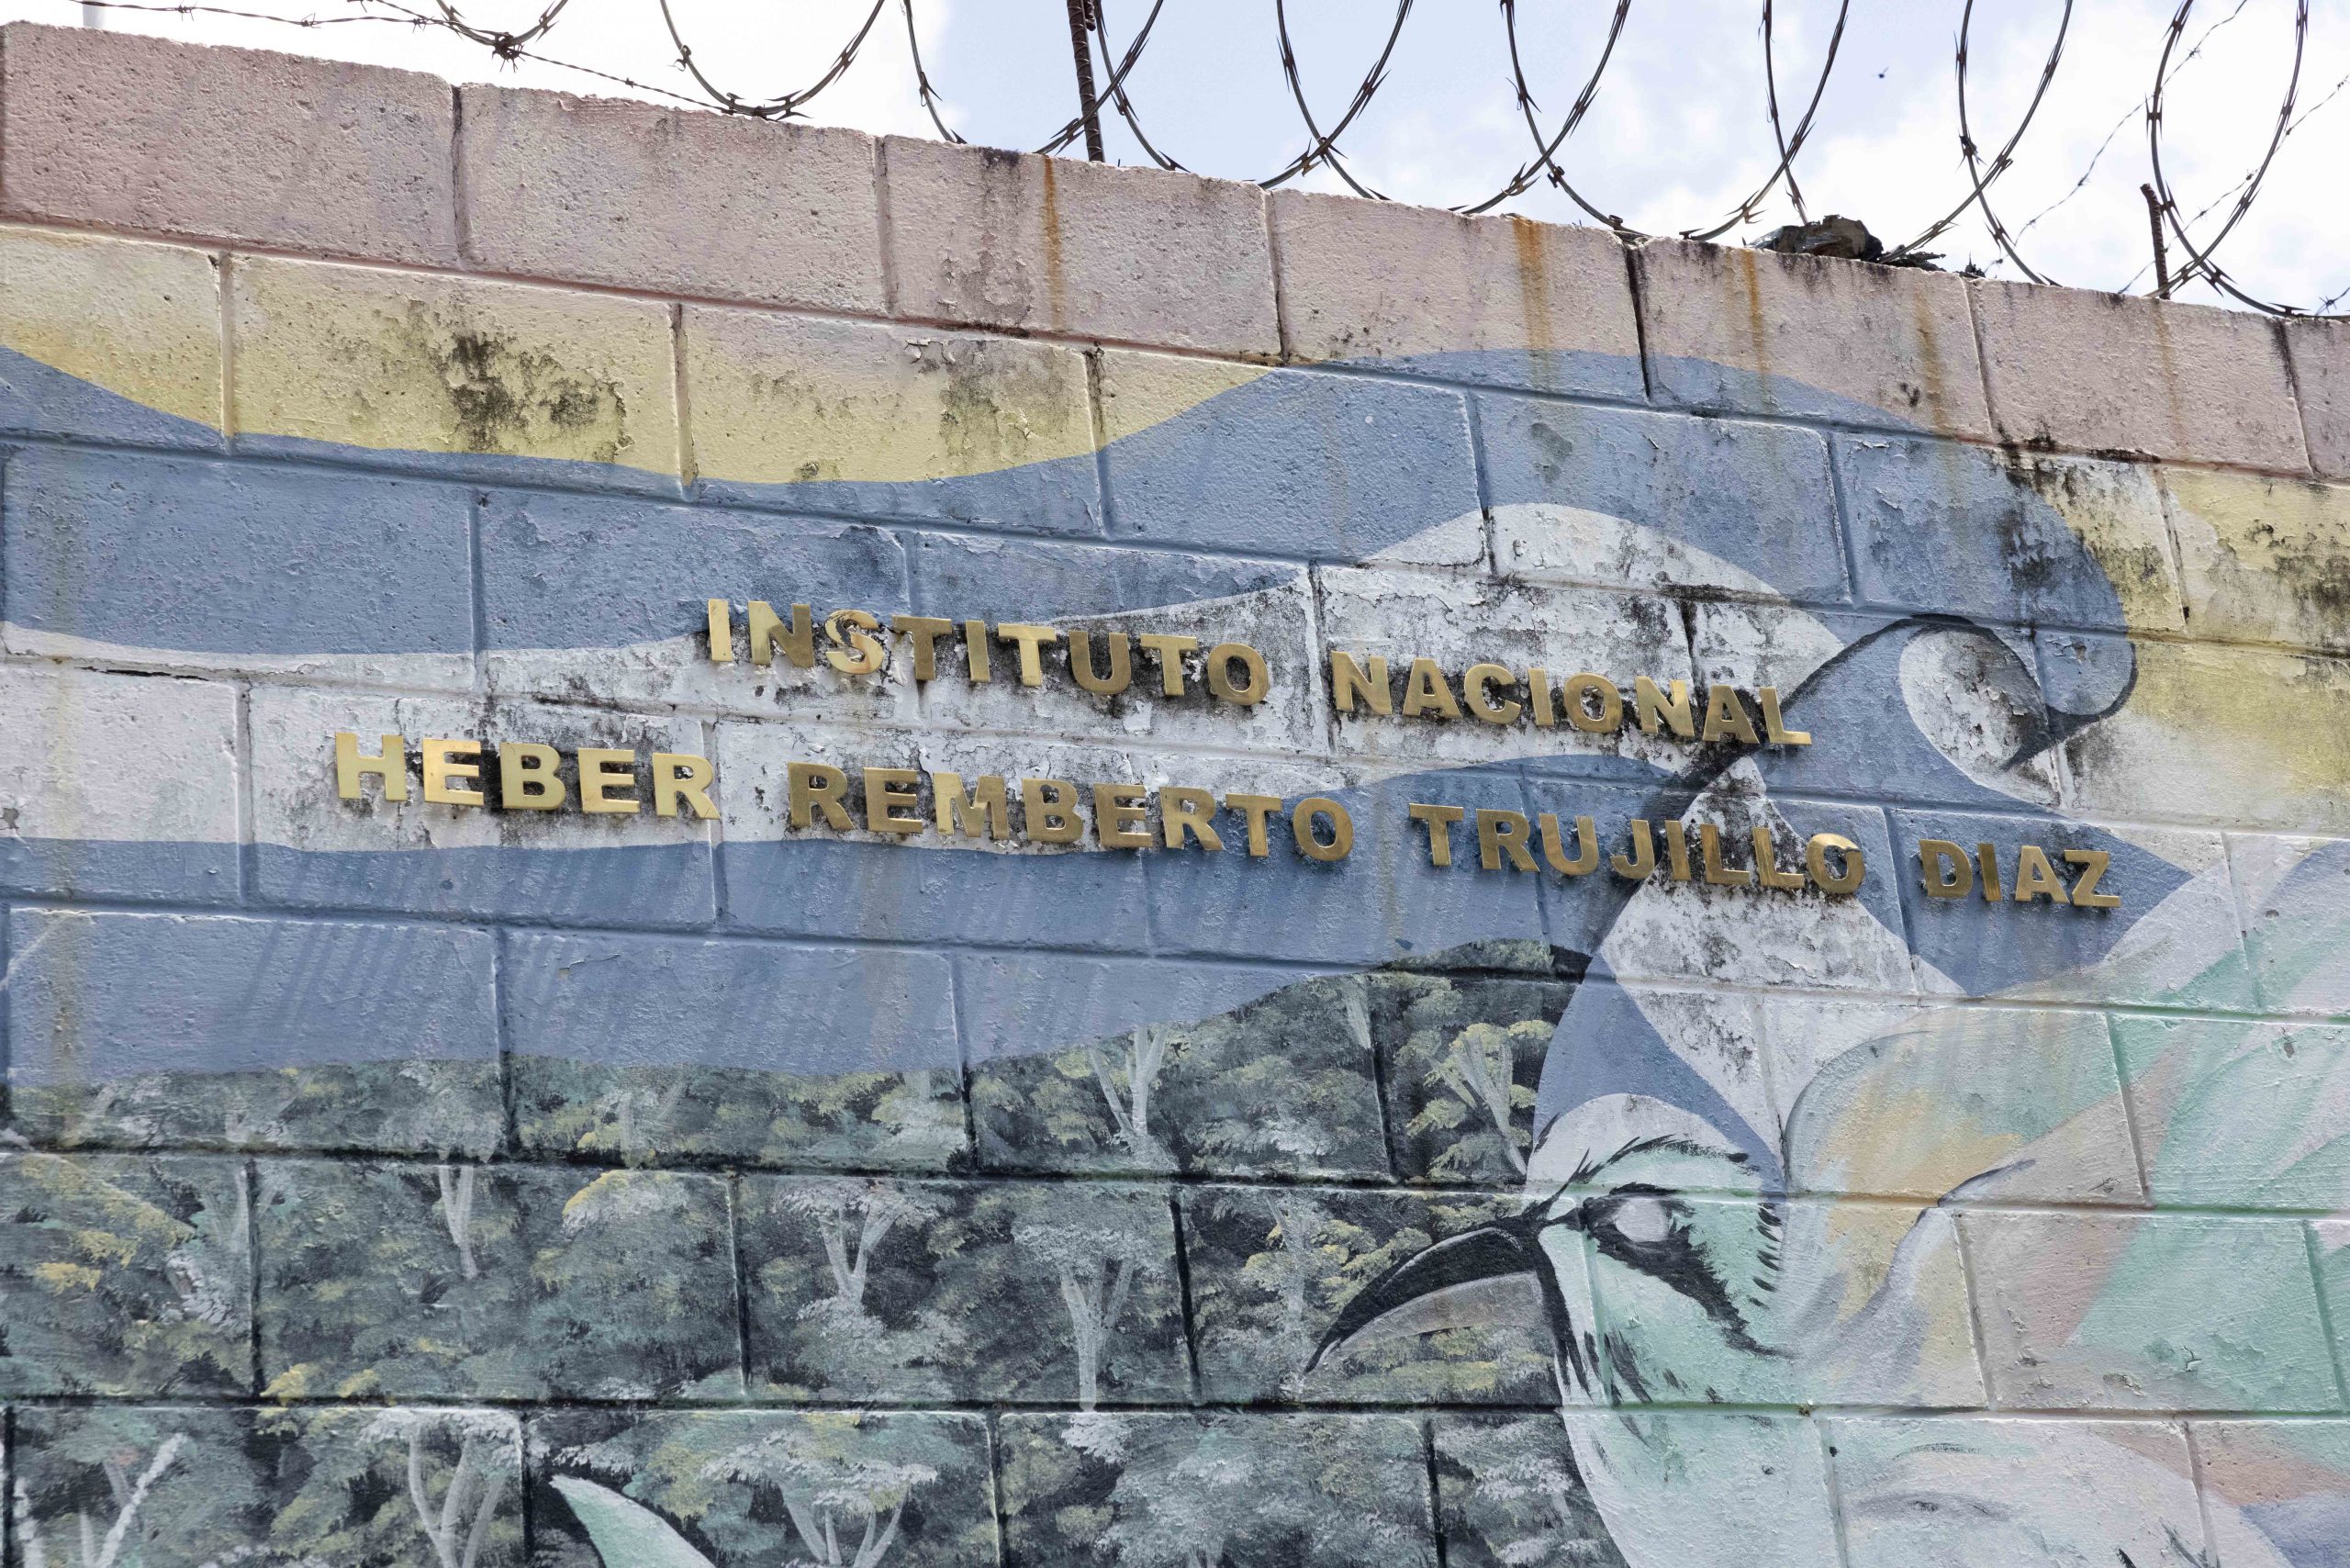 INSTITUTO NACIONAL
HEBER REMBERTO TRUJILLO DIAZ